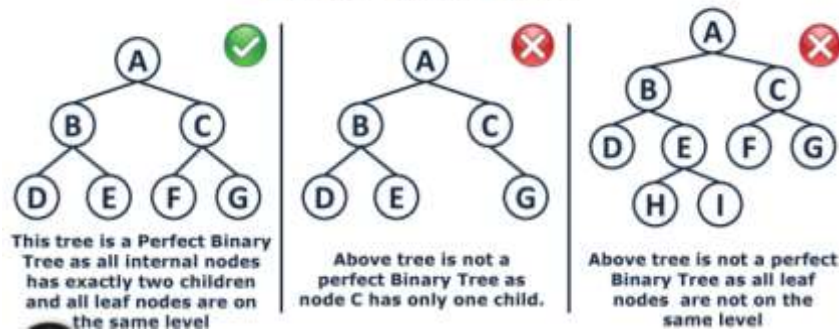 A
B C
D E F G
This tree is a Perfect Binary
Tree as all internal nodes
has exactly two children
and all leaf nodes are on
the same level
A
B C
D E G
Above tree is not a
perfect Binary Tree as
node C has only one child.
A
B C
D E F G
H I
Above tree is not a perfect
Binary Tree as all leaf
nodes are not on the
same level